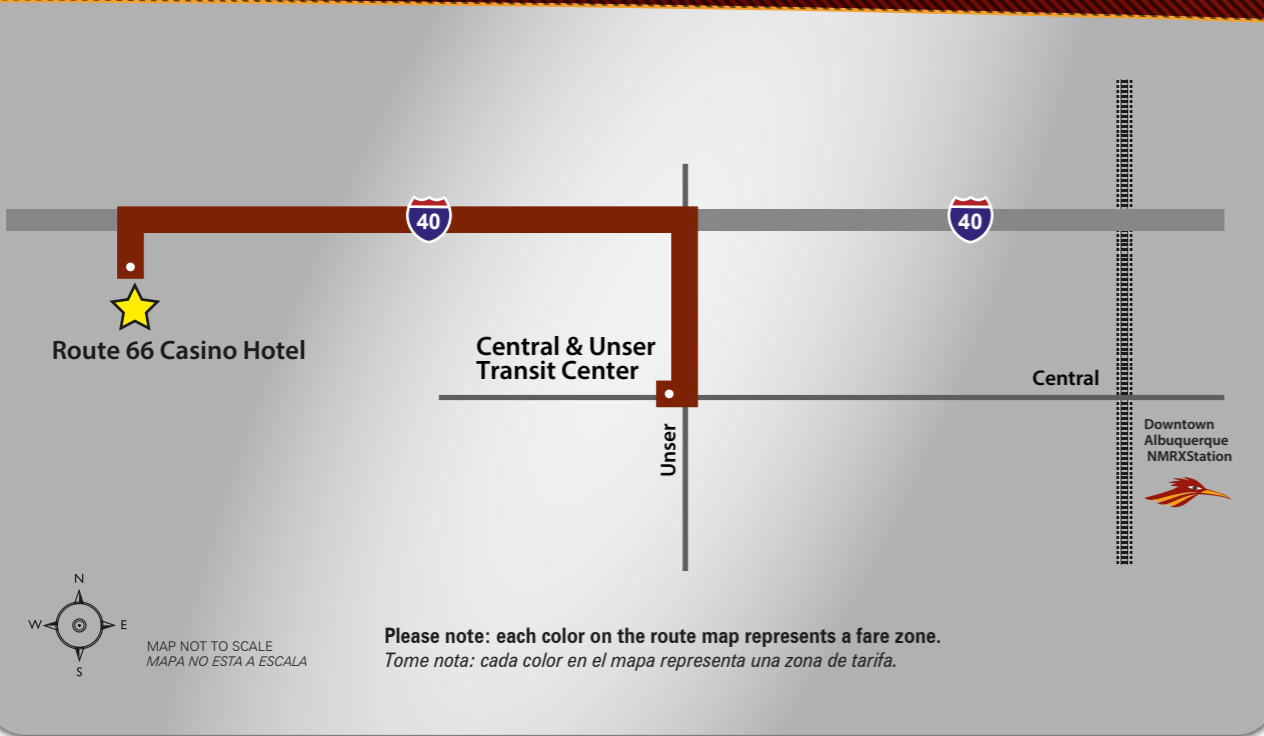 40
40
Route 66 Casino Hotel
Central & Unser
Transit Center
Central
Unser
Downtown
Albuquerque
NMRXStation
N
W
E
S
MAP NOT TO SCALE
MAPA NO ESTA A ESCALA
Please note: each color on the route map represents a fare zone.
Tome nota: cada color en el mapa representa una zona de tarifa.